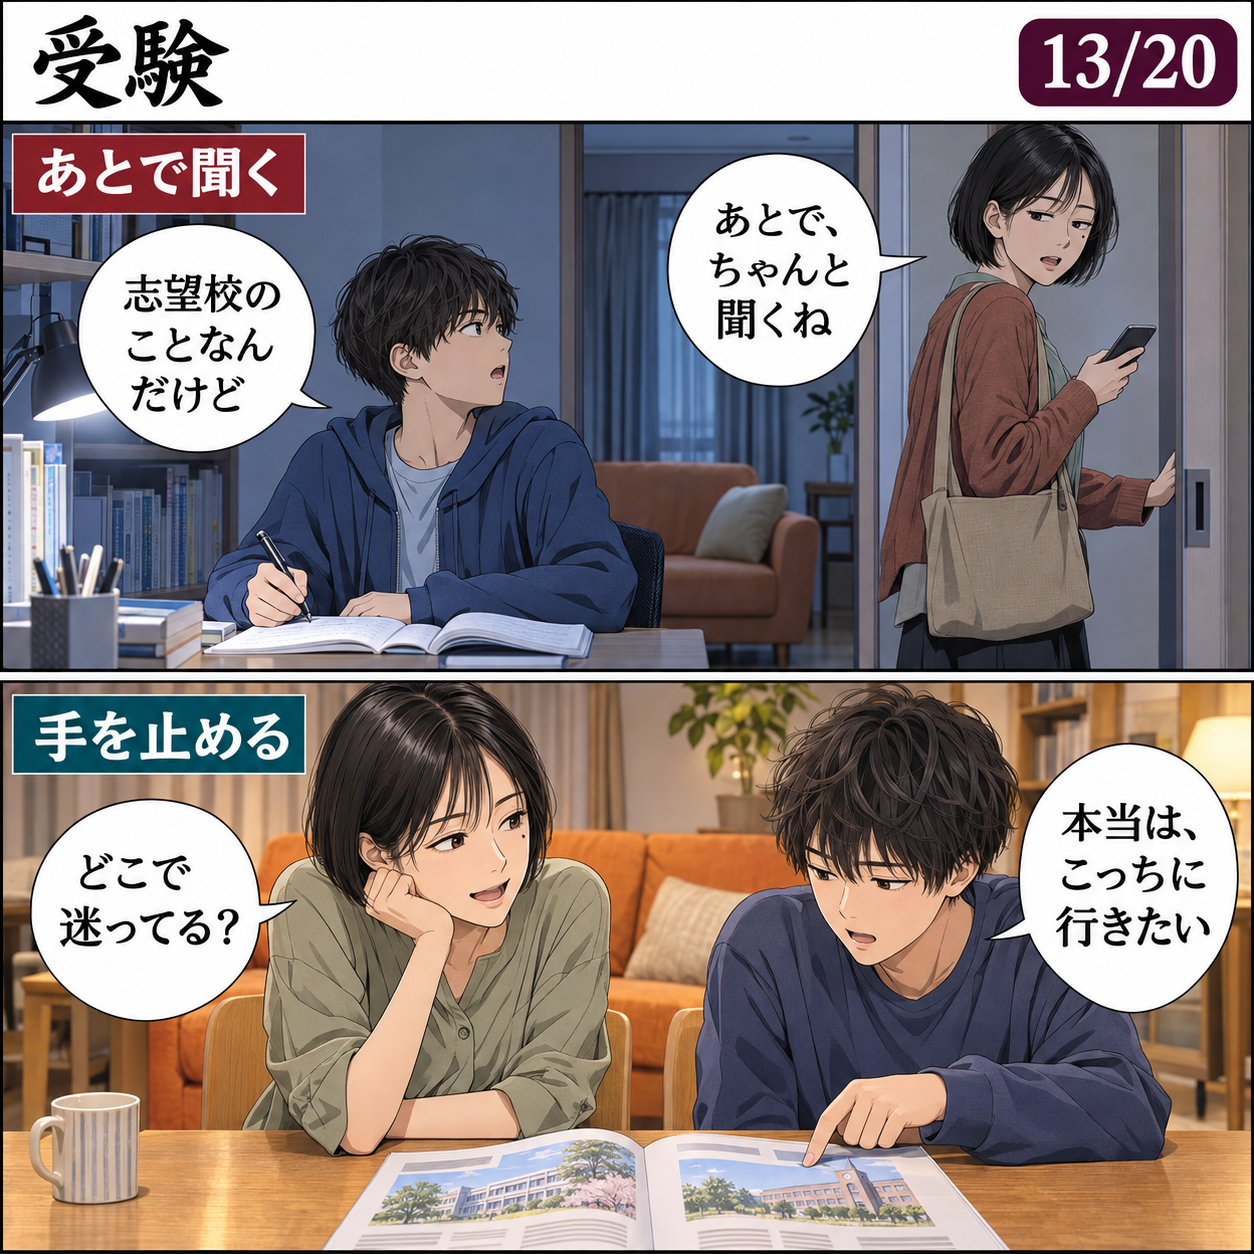 受験
13/20
あとで聞く
志望校の
ことなん
だけど
あとで、
ちゃんと
聞くね
手を止める
どこで
迷ってる?
本当は、
こっちに
行きたい